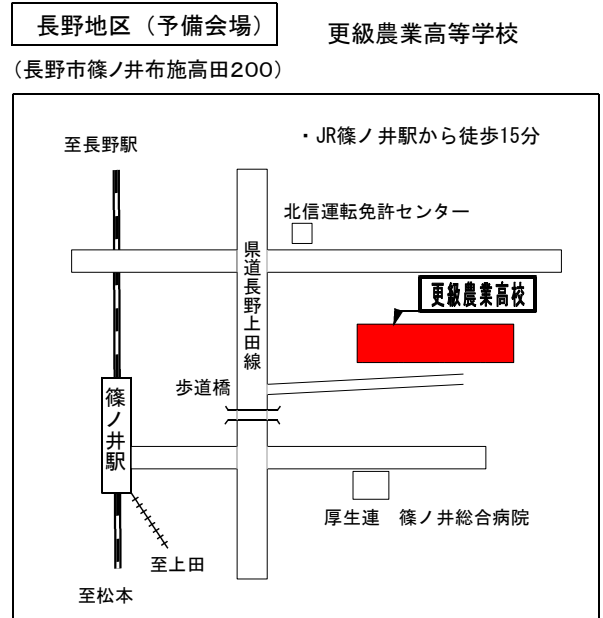 長野地区（予備会場）
更級農業高等学校
（長野市篠ノ井布施高田200）
・JR篠ノ井駅から徒歩15分
至長野駅
北信運転免許センター
県道長野上田線
更級農業高校
歩道橋
篠ノ井駅
厚生連　篠ノ井総合病院
至上田
至松本